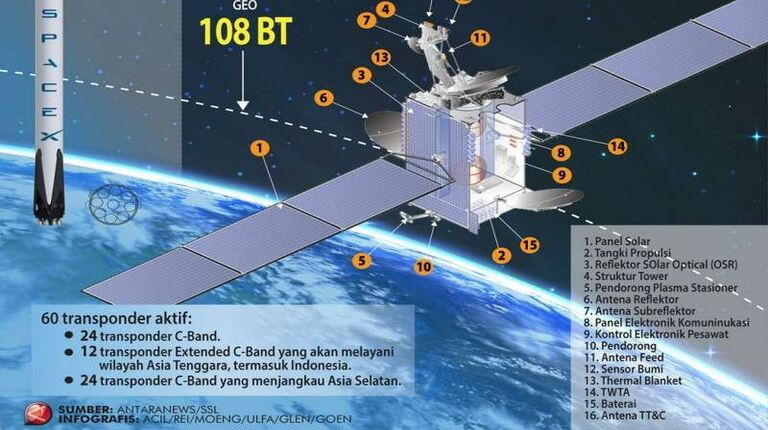 SPACEX
GEO
108 BT
4
7
11
13
3
6
1
14
8
9
15
2
5
10
1. Panel Solar
2. Tangki Propulsi
3. Reflektor SOlar Optical (OSR)
4. Struktur Tower
5. Pendorong Plasma Stasioner
6. Antena Reflektor
7. Antena Subreflektor
8. Panel Elektronik Komuninukasi
9. Kontrol Elektronik Pesawat
10. Pendorong
11. Antena Feed
12. Sensor Bumi
13. Thermal Blanket
14. TWTA
15. Baterai
16. Antena TT&C
60 transponder aktif:
24 transponder C-Band.
12 transponder Extended C-Band yang akan melayani
wilayah Asia Tenggara, termasuk Indonesia.
24 transponder C-Band yang menjangkau Asia Selatan.
SUMBER: ANTARANEWS/SSL
INFOGRAFIS: ACIL/REI/MOENG/ULFA/GLEN/GOEN